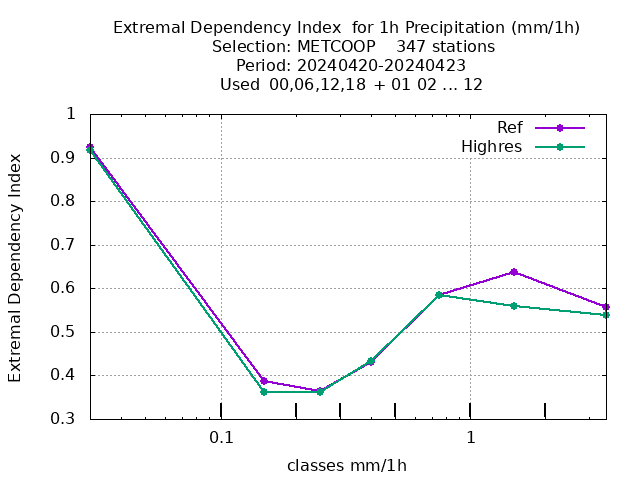 Extremal Dependency Index  for 1h Precipitation (mm/1h)
Selection: METCOOP    347 stations
Period: 20240420-20240423
Used  00,06,12,18  + 01 02 ... 12
Ref
Highres
1
0.9
0.8
0.7
0.6
0.5
0.4
0.3
Extremal Dependency Index
0.1 1
classes mm/1h